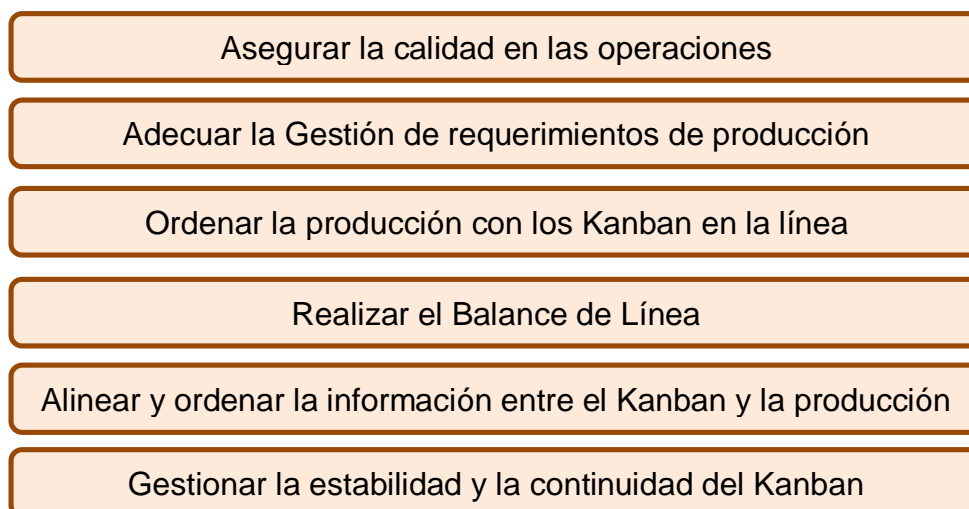 Asegurar la calidad en las operaciones
Adecuar la Gestión de requerimientos de producción
Ordenar la producción con los Kanban en la línea
Realizar el Balance de Línea
Alinear y ordenar la información entre el Kanban y la producción
Gestionar la estabilidad y la continuidad del Kanban